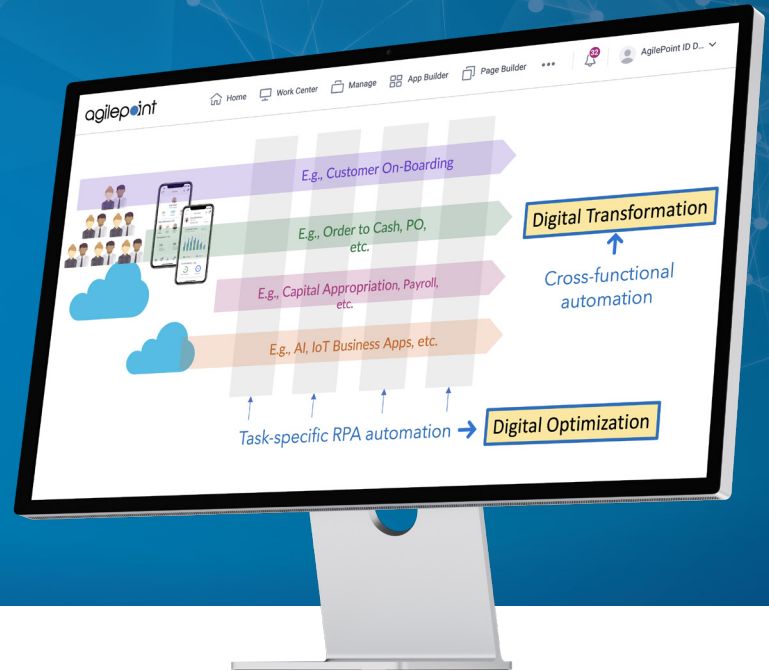 agilepoint
Home
Work Center
Manage
App Builder
Page Builder
32
AgilePoint ID D...
E.g., Customer On-Boarding
E.g., Order to Cash, PO,
etc.
E.g., Capital Appropriation, Payroll,
etc.
E.g., AI, IoT Business Apps, etc.
Digital Transformation
Cross-functional
automation
Task-specific RPA automation
Digital Optimization